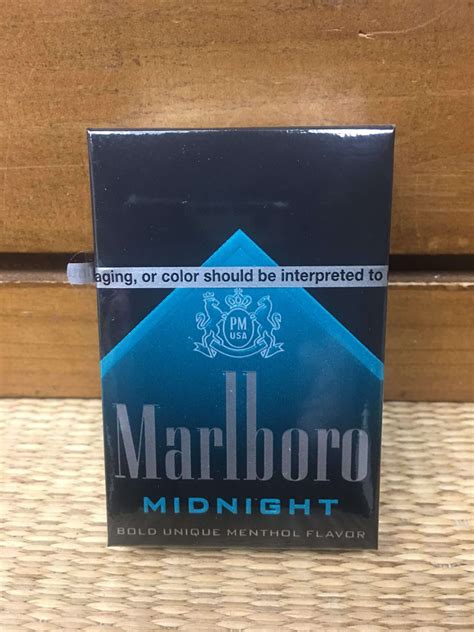 aging, or color should be interpreted to
PM
USA
Marlboro
MIDNIGHT
BOLD UNIQUE MENTHOL FLAVOR